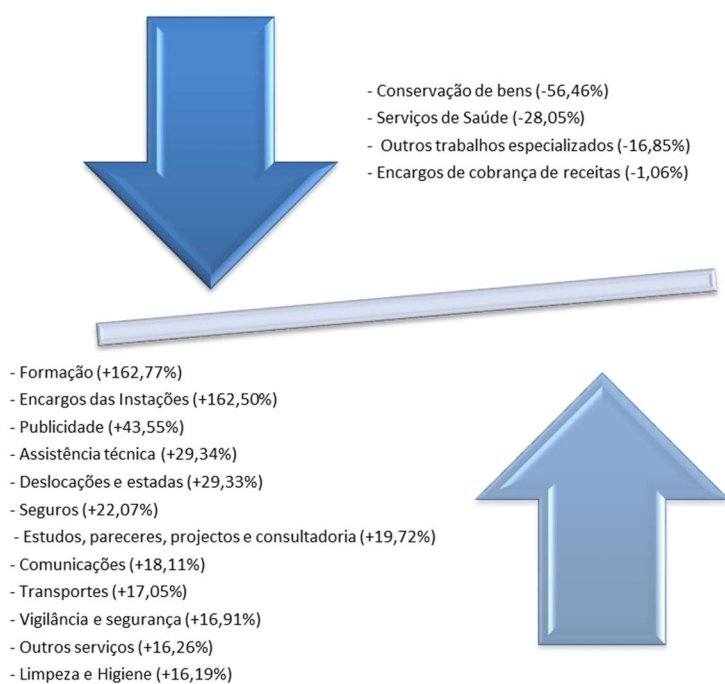 - Conservação de bens (-56,46%)
- Serviços de Saúde (-28,05%)
- Outros trabalhos especializados (-16,85%)
- Encargos de cobrança de receitas (-1,06%)
- Formação (+162,77%)
- Encargos das Instações (+162,50%)
- Publicidade (+43,55%)
- Assistência técnica (+29,34%)
- Deslocações e estadas (+29,33%)
- Seguros (+22,07%)
- Estudos, pareceres, projectos e consultadoria (+19,72%)
- Comunicações (+18,11%)
- Transportes (+17,05%)
- Vigilância e segurança (+16,91%)
- Outros serviços (+16,26%)
- Limpeza e Higiene (+16,19%)